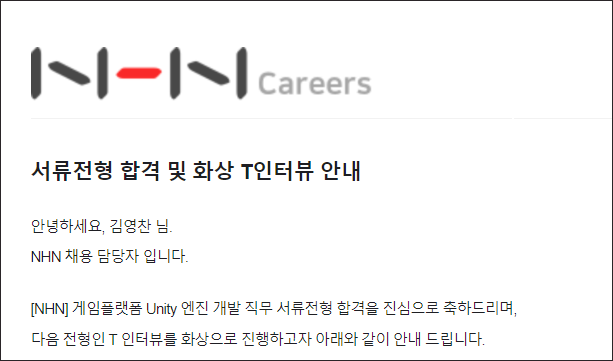 NHN Careers
서류전형 합격 및 화상 T인터뷰 안내
안녕하세요, 김영찬 님.
NHN 채용 담당자 입니다.
[NHN] 게임플랫폼 Unity 엔진 개발 직무 서류전형 합격을 진심으로 축하드리며,
다음 전형인 T 인터뷰를 화상으로 진행하고자 아래와 같이 안내 드립니다.